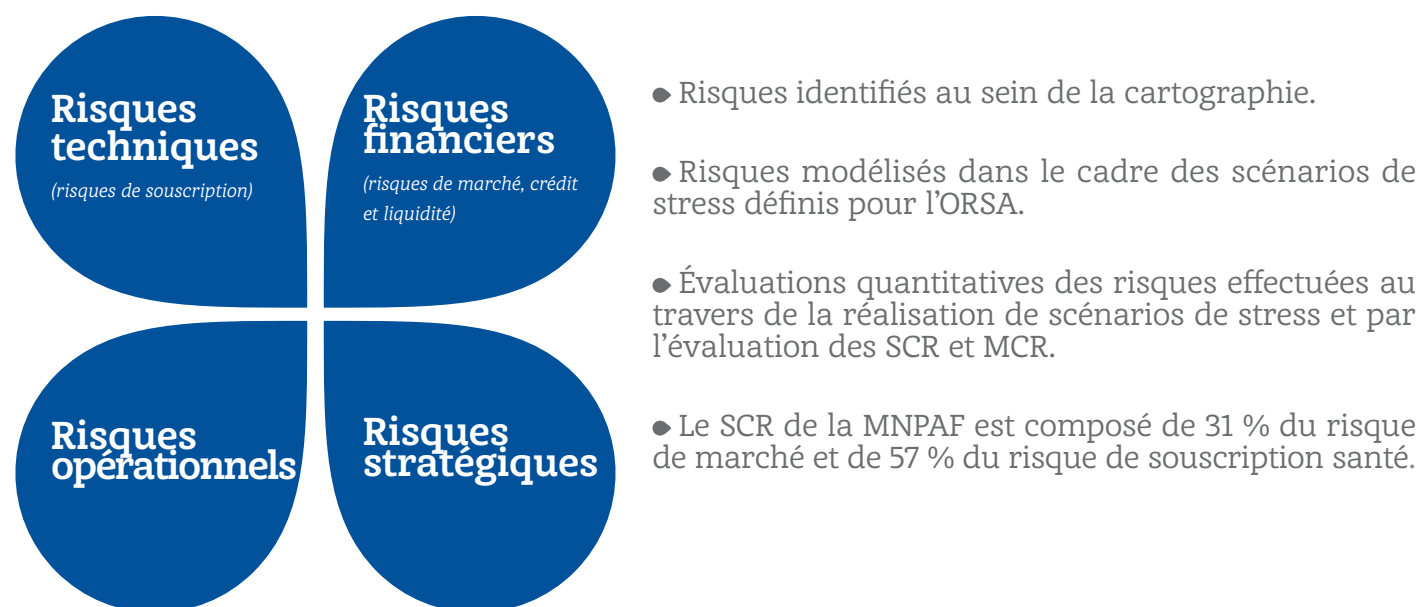 Risques
techniques
(risques de souscription)
Risques
financiers
(risques de marché, crédit
et liquidité)
Risques
opérationnels
Risques
stratégiques
Risques identifiés au sein de la cartographie.
Risques modélisés dans le cadre des scénarios de
stress définis pour l’ORSA.
Évaluations quantitatives des risques effectuées au
travers de la réalisation de scénarios de stress et par
l’évaluation des SCR et MCR.
Le SCR de la MNPAF est composé de 31 % du risque
de marché et de 57 % du risque de souscription santé.